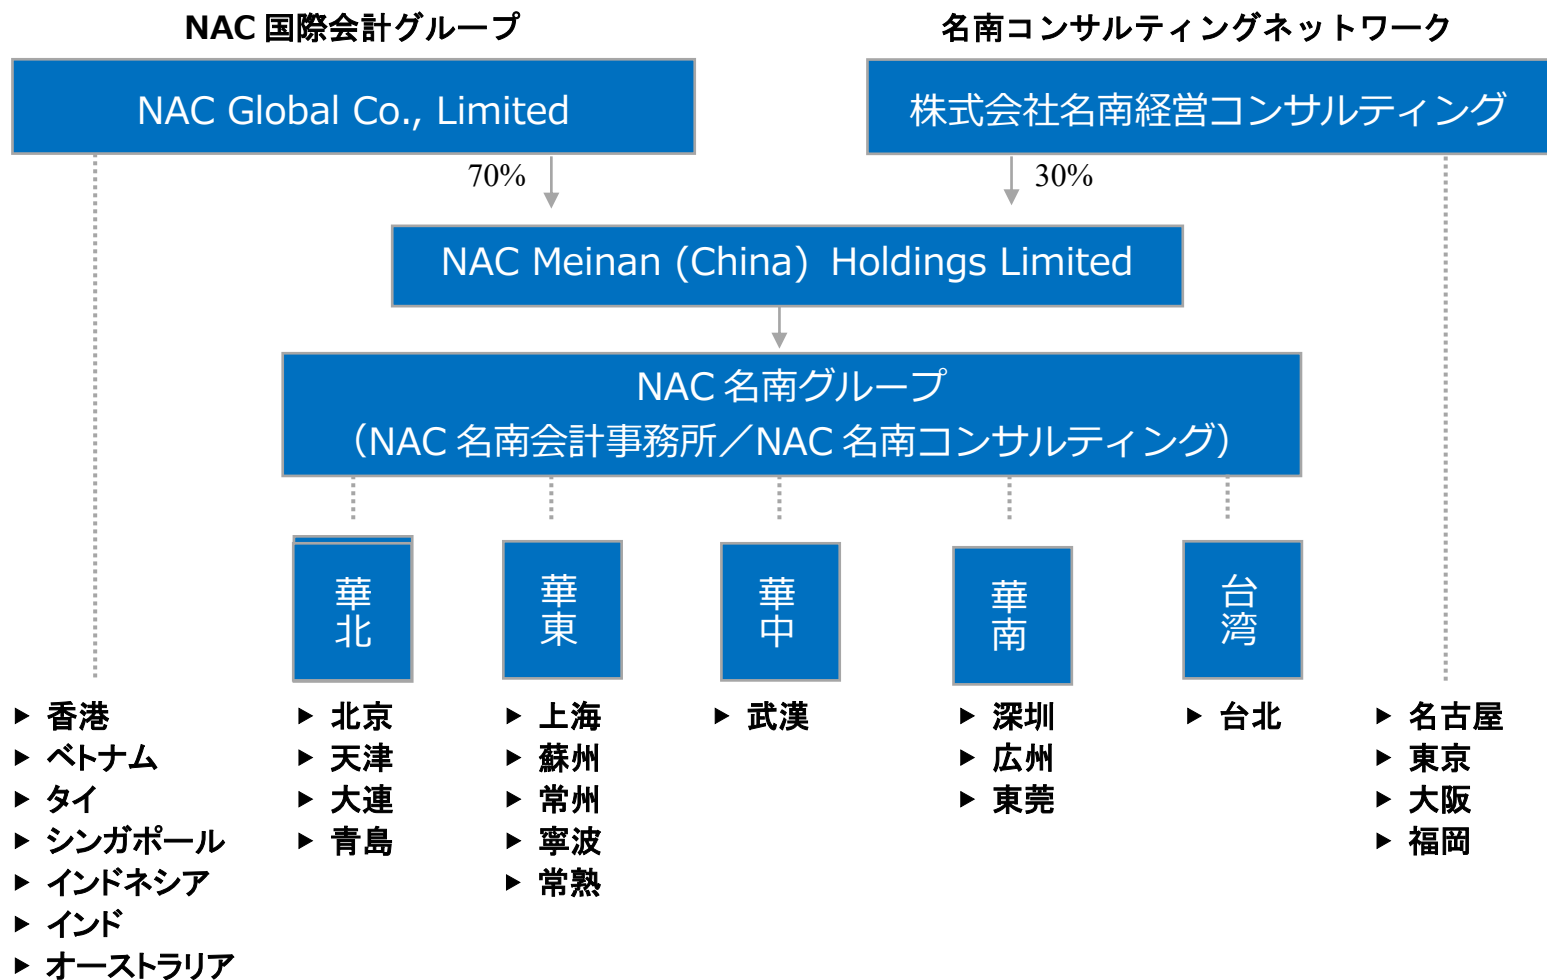 NAC 国際会計グループ
名南コンサルティングネットワーク
NAC Global Co., Limited
株式会社名南経営コンサルティング
70%
30%
NAC Meinan (China) Holdings Limited
NAC 名南グループ
（NAC 名南会計事務所／NAC 名南コンサルティング）
華北
華東
華中
華南
台湾
▶ 香港
▶ ベトナム
▶ タイ
▶ シンガポール
▶ インドネシア
▶ インド
▶ オーストラリア
▶ 北京
▶ 天津
▶ 大連
▶ 青島
▶ 上海
▶ 蘇州
▶ 常州
▶ 寧波
▶ 常熟
▶ 武漢
▶ 深圳
▶ 広州
▶ 東莞
▶ 台北
▶ 名古屋
▶ 東京
▶ 大阪
▶ 福岡